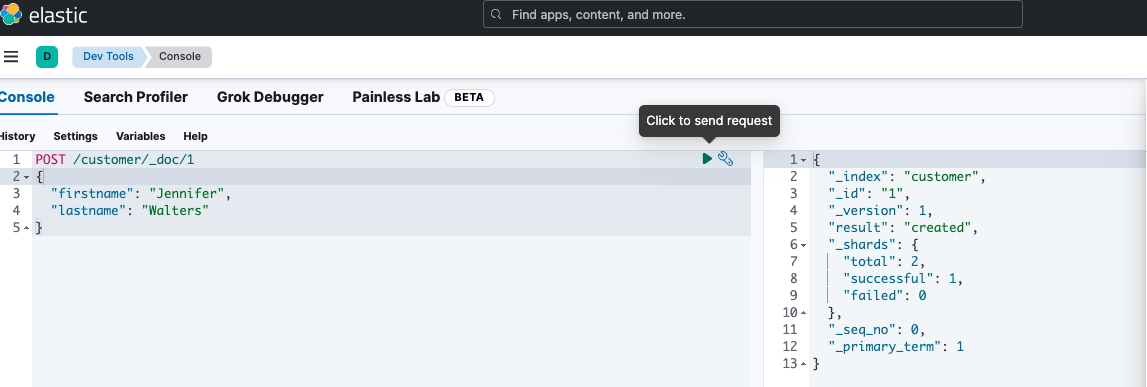 elastic
Find apps, content, and more.
D
Dev Tools
Console
Console
Search Profiler
Grok Debugger
Painless Lab
BETA
Click to send request
History
Settings
Variables
Help
1 POST /customer/_doc/1
2 {
3 "firstname": "Jennifer",
4 "lastname": "Walters"
5 }
1 {
2 "_index": "customer",
3 "_id": "1",
4 "_version": 1,
5 "result": "created",
6 "_shards": {
7 "total": 2,
8 "successful": 1,
9 "failed": 0
10 },
11 "_seq_no": 0,
12 "_primary_term": 1
13 }